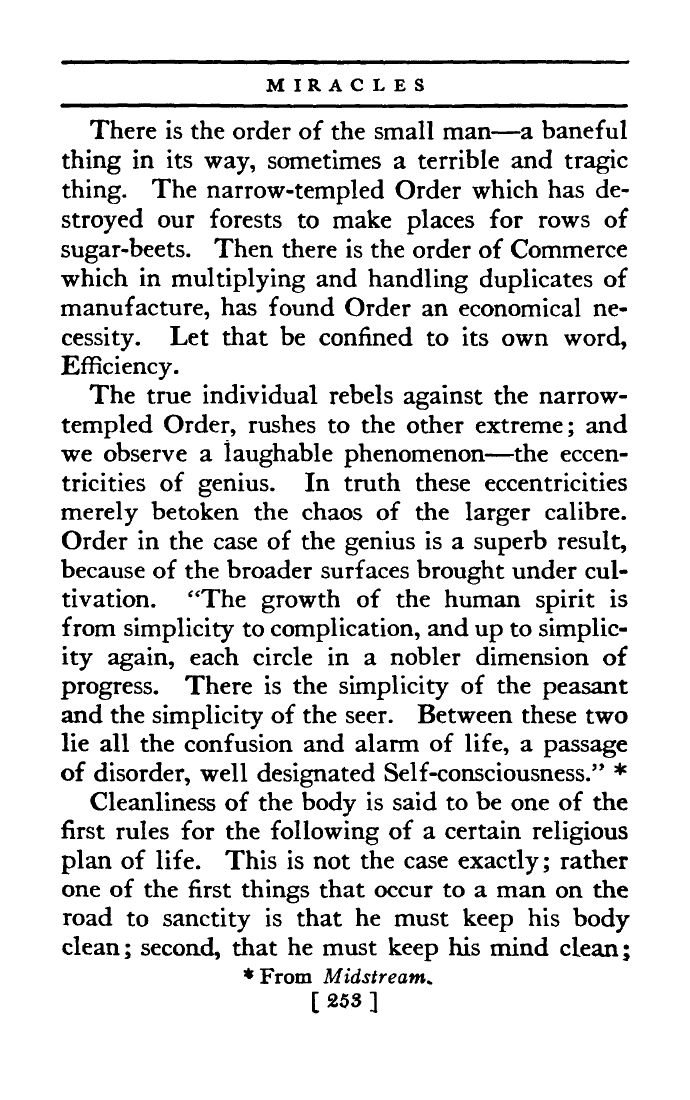 MIRACLES
There is the order of the small man—a baneful
thing in its way, sometimes a terrible and tragic
thing. The narrow-templed Order which has de-
stroyed our forests to make places for rows of
sugar-beets. Then there is the order of Commerce
which in multiplying and handling duplicates of
manufacture, has found Order an economical ne-
cessity. Let that be confined to its own word,
Efficiency.
The true individual rebels against the narrow-
templed Order, rushes to the other extreme; and
we observe a laughable phenomenon—the eccen-
tricities of genius. In truth these eccentricities
merely betoken the chaos of the larger calibre.
Order in the case of the genius is a superb result,
because of the broader surfaces brought under cul-
tivation. “The growth of the human spirit is
from simplicity to complication, and up to simplic-
ity again, each circle in a nobler dimension of
progress. There is the simplicity of the peasant
and the simplicity of the seer. Between these two
lie all the confusion and alarm of life, a passage
of disorder, well designated Self-consciousness.” *
Cleanliness of the body is said to be one of the
first rules for the following of a certain religious
plan of life. This is not the case exactly; rather
one of the first things that occur to a man on the
road to sanctity is that he must keep his body
clean; second, that he must keep his mind clean;
* From Midstream.
[ 253 ]